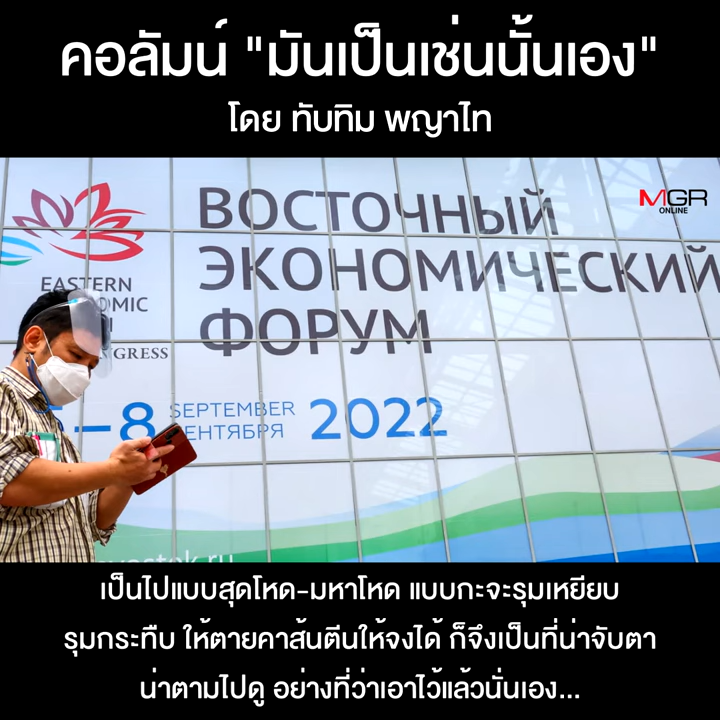 คอลัมน์ "มันเป็นเช่นนั้นเอง"
โดย ทับทิม พญาไท
MGR
ONLINE
ВОСТОЧНЫЙ
ЭКОНОМИЧЕСКИЙ
ФОРУМ
EASTERN
OMIC
NGRESS
–8 SEPTEMBER
ЕНТЯБРЯ
2022
vostok.ru
เป็นไปแบบสุดโหด-มหาโหด แบบกะจะรุมเหยียบ
รุมกระทืบ ให้ตายคาส้นตีนให้จงได้ ก็จึงเป็นที่น่าจับตา
น่าตามไปดู อย่างที่ว่าเอาไว้แล้วนั่นเอง...